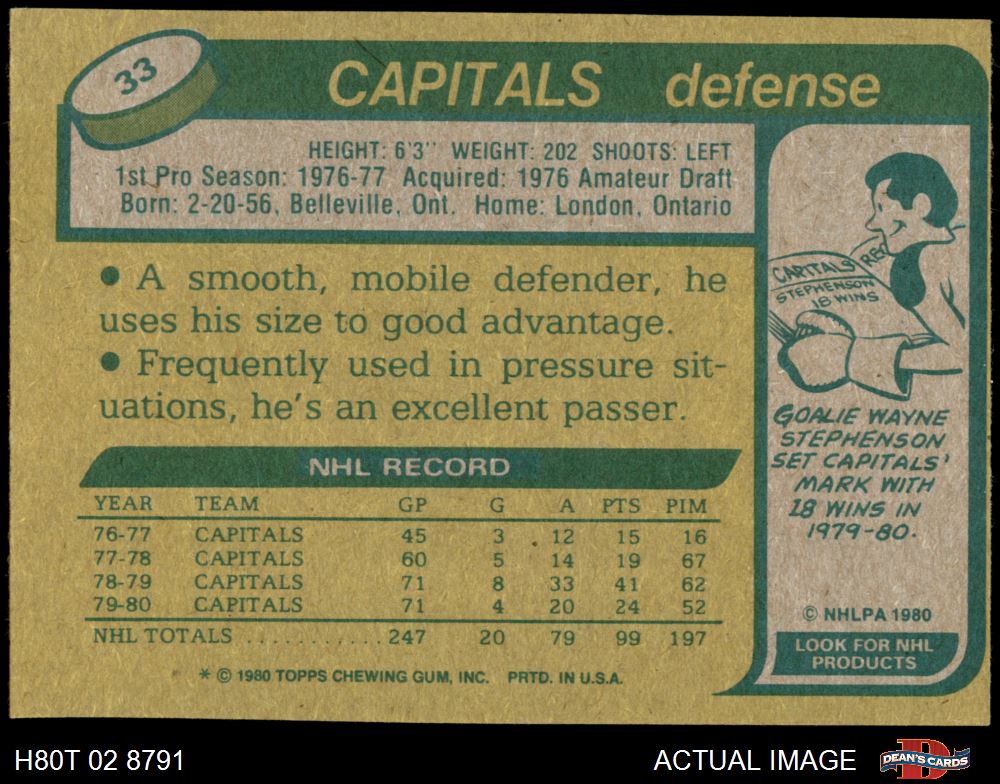 33
CAPITALS defense
HEIGHT: 6'3" WEIGHT: 202 SHOOTS: LEFT
1st Pro Season: 1976-77 Acquired: 1976 Amateur Draft
Born: 2-20-56, Belleville, Ont. Home: London, Ontario
● A smooth, mobile defender, he
uses his size to good advantage.
● Frequently used in pressure sit-
uations, he's an excellent passer.
NHL RECORD
YEAR TEAM GP G A PTS PIM
76-77 CAPITALS 45 3 12 15 16
77-78 CAPITALS 60 5 14 19 67
78-79 CAPITALS 71 8 33 41 62
79-80 CAPITALS 71 4 20 24 52
NHL TOTALS ............ 247 20 79 99 197
* © 1980 TOPPS CHEWING GUM, INC. PRTD. IN U.S.A.
CAPITALS REC
STEPHENSON
18 WINS
GOALIE WAYNE
STEPHENSON
SET CAPITALS'
MARK WITH
18 WINS IN
1979-80.
© NHLPA 1980
LOOK FOR NHL
PRODUCTS
H80T 02 8791
ACTUAL IMAGE
DEAN'S CARDS